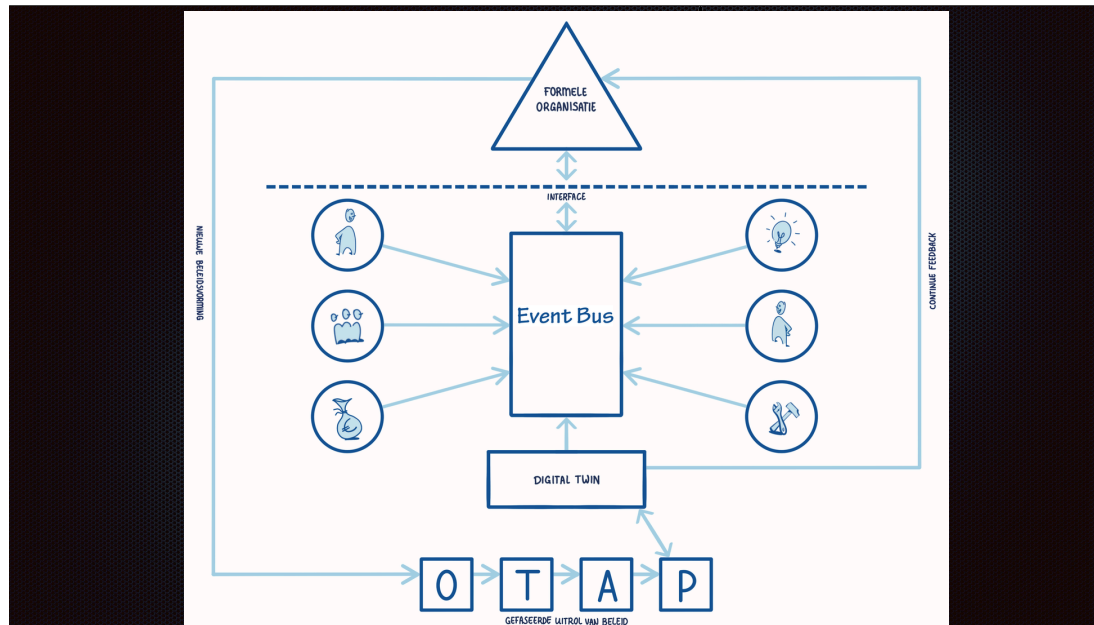 FORMELE
ORGANISATIE
INTERFACE
NIEUWE BELEIDSVORMING
CONTINUE FEEDBACK
Event Bus
DIGITAL TWIN
O T A P
GEFASEERDE UITROL VAN BELEID